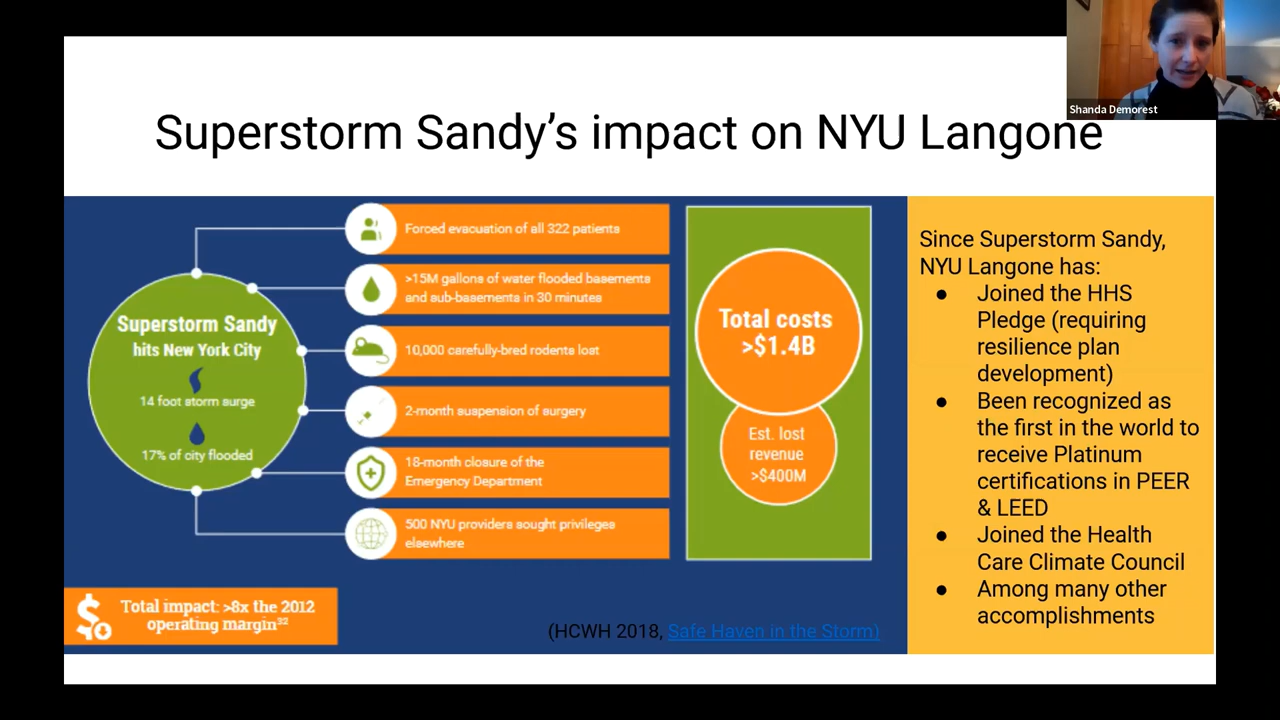 Shanda Demorest
Superstorm Sandy’s impact on NYU Langone
Superstorm Sandy
hits New York City
14 foot storm surge
17% of city flooded
Forced evacuation of all 322 patients
>15M gallons of water flooded basements
and sub-basements in 30 minutes
10,000 carefully-bred rodents lost
2-month suspension of surgery
18-month closure of the
Emergency Department
500 NYU providers sought privileges
elsewhere
Total costs
>$1.4B
Est. lost
revenue
>$400M
Total impact: >8x the 2012
operating margin³²
(HCWH 2018, Safe Haven in the Storm)
Since Superstorm Sandy,
NYU Langone has:
● Joined the HHS
Pledge (requiring
resilience plan
development)
● Been recognized as
the first in the world to
receive Platinum
certifications in PEER
& LEED
● Joined the Health
Care Climate Council
● Among many other
accomplishments